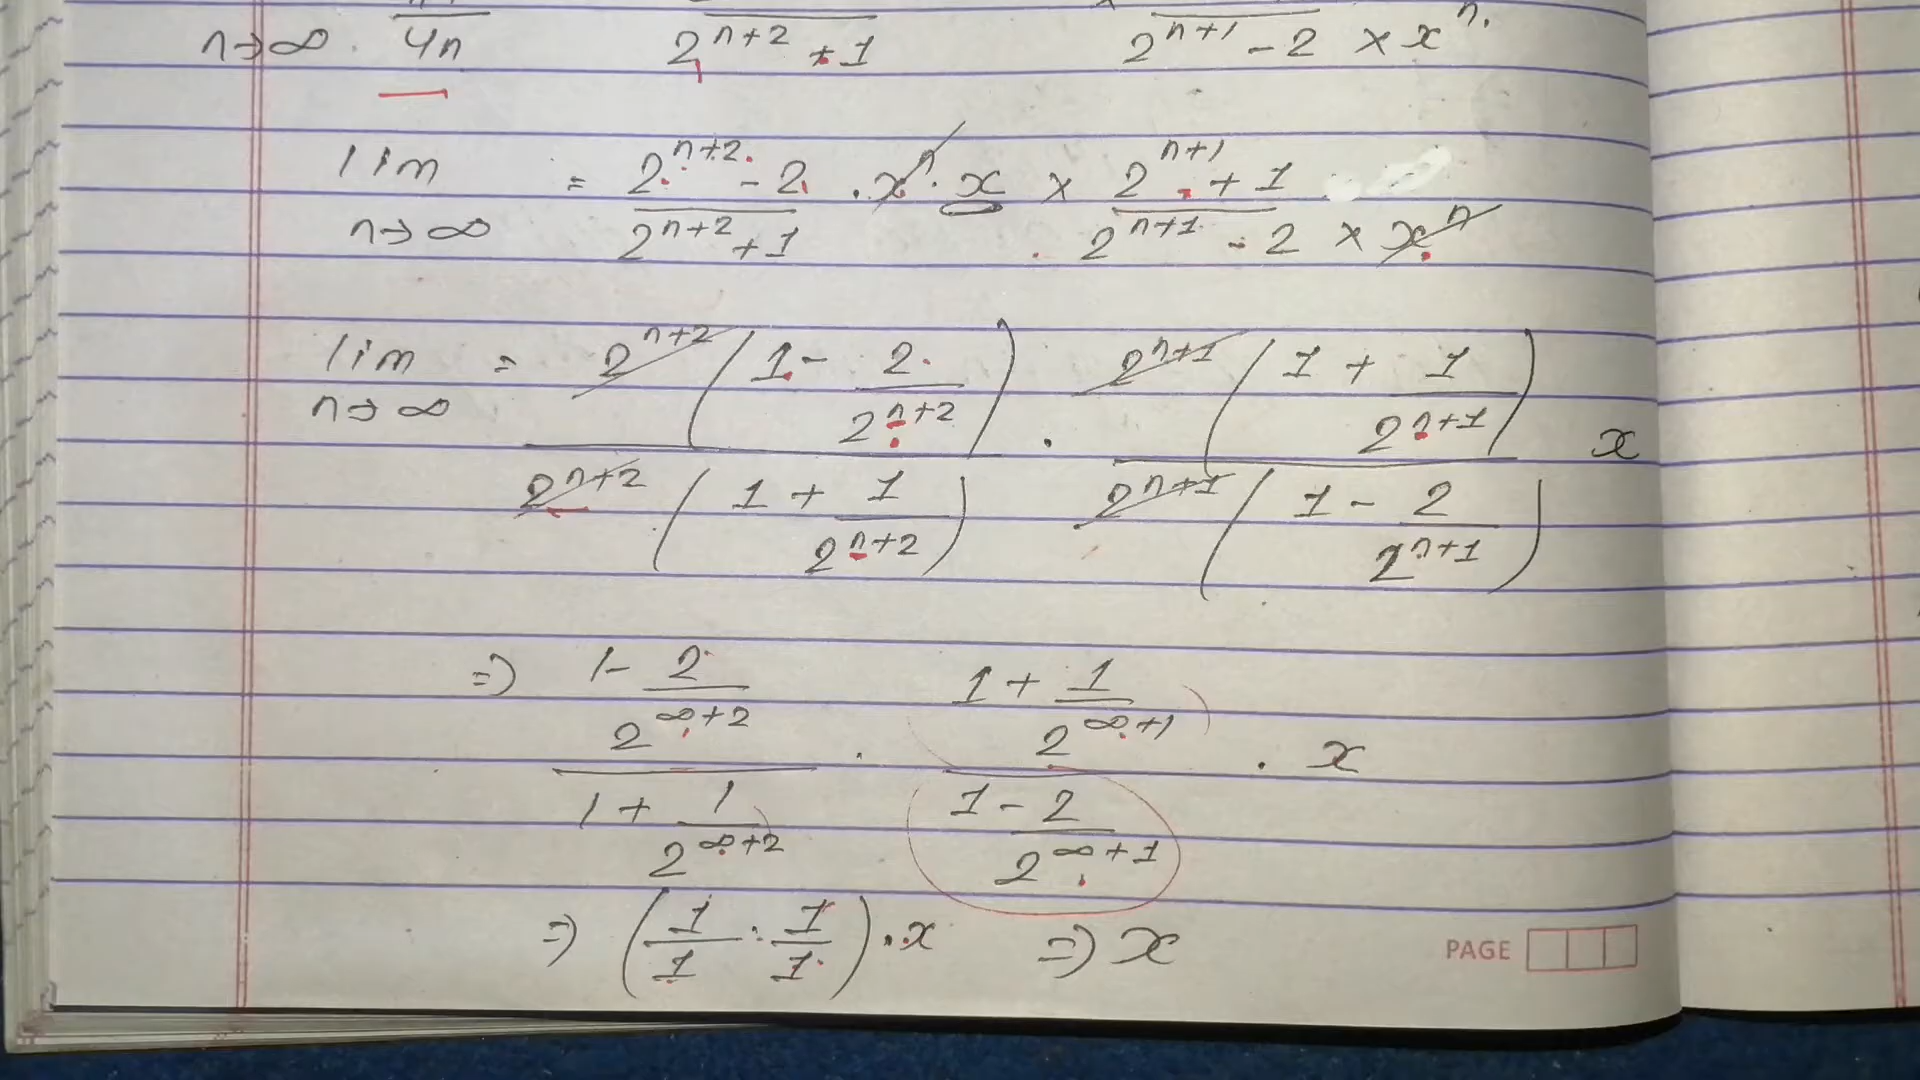 n→∞ 4n 2^{n+2} + 1 2^{n+1} - 2 × x^n.
lim = 2^{n+2} - 2 . x^n . x × 2^{n+1} + 1
n→∞ 2^{n+2} + 1 2^{n+1} - 2 × x^n
lim = 2^{n+2} ( 1 - 2 ) 2^{n+1} ( 1 + 1 )
n→∞ 2^{n+2} . 2^{n+1} x
2^{n+2} ( 1 + 1 ) 2^{n+1} ( 1 - 2 )
2^{n+2} 2^{n+1}
=) 1 - 2 1 + 1
2^{∞+2} . 2^{∞+1} . x
1 + 1 1 - 2
2^{∞+2} 2^{∞+1}
=) ( 1/1 . 1/1 ) . x =) x
PAGE